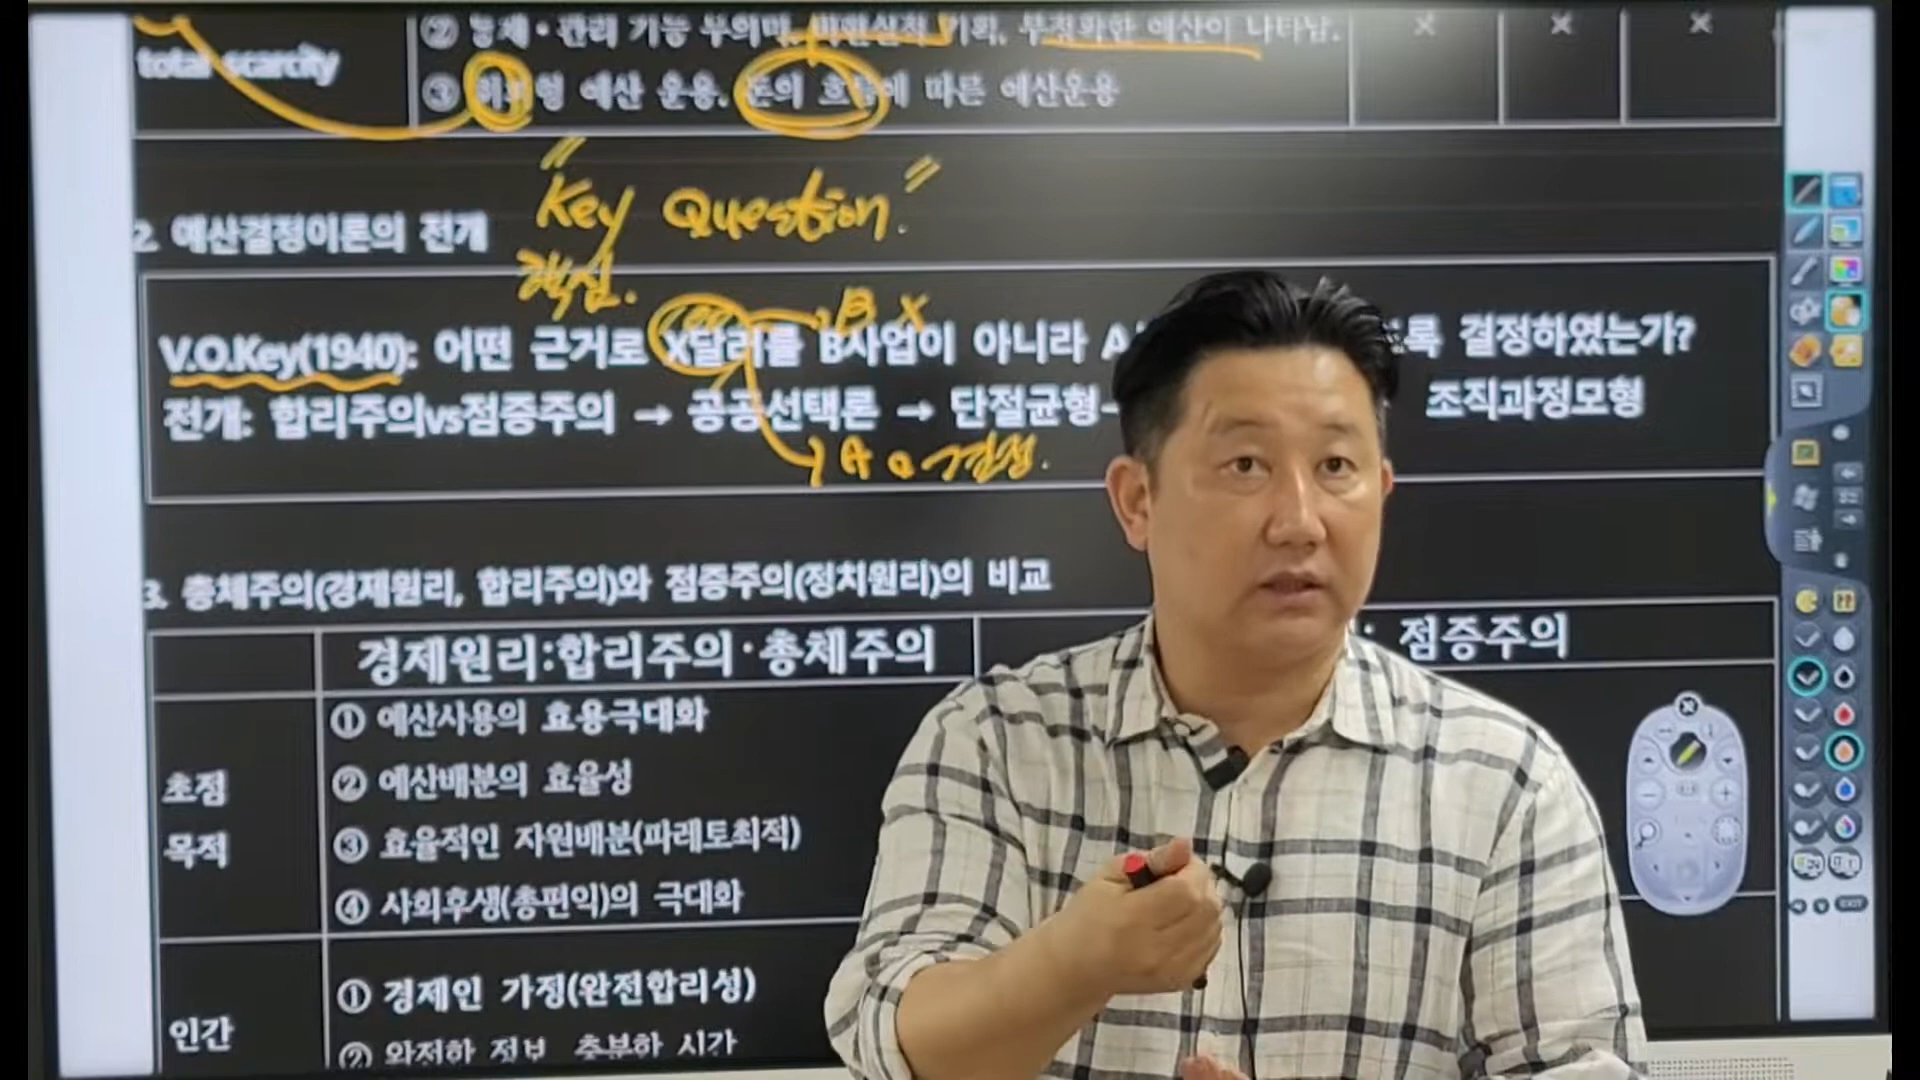 total scarcity
② 통제·관리 기능 무의미, 비현실적 기획, 부정확한 예산이 나타남.
× × ×
③ 회피형 예산 운용, 돈의 흐름에 따른 예산운용
"Key Question."
핵심.
2. 예산결정이론의 전개
B X
V.O.Key(1940): 어떤 근거로 X달러를 B사업이 아니라 A 록 결정하였는가?
전개: 합리주의vs점증주의 → 공공선택론 → 단절균형 조직과정모형
A o 결정.
3. 총체주의(경제원리, 합리주의)와 점증주의(정치원리)의 비교
경제원리:합리주의·총체주의 : 점증주의
초점
목적
① 예산사용의 효용극대화
② 예산배분의 효율성
③ 효율적인 자원배분(파레토최적)
④ 사회후생(총편익)의 극대화
인간
① 경제인 가정(완전합리성)
② 완전한 정보 충분한 시간
EXIT